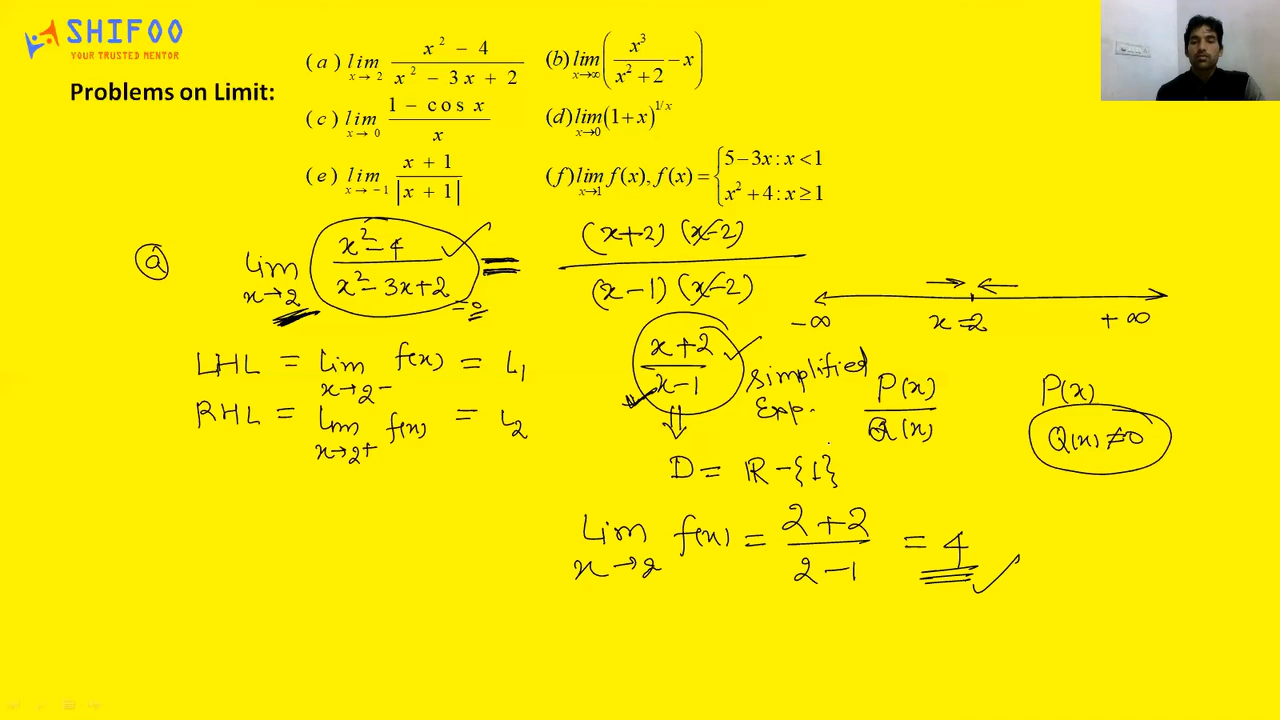 SHIFOO
YOUR TRUSTED MENTOR
Problems on Limit:
(a) lim x→2 (x² − 4)/(x² − 3x + 2)
(b) lim x→∞ (x³/(x² + 2) − x)
(c) lim x→0 (1 − cos x)/x
(d) lim x→0 (1 + x)^1/x
(e) lim x→−1 (x + 1)/|x + 1|
(f) lim x→1 f(x), f(x) = { 5 − 3x : x < 1
x² + 4 : x ≥ 1
(a) Lim x→2 (x² − 4)/(x² − 3x + 2) = (x+2)(x−2)/(x−1)(x−2)
= 0
−∞ x = 2 +∞
LHL = Lim x→2− f(x) = L₁
RHL = Lim x→2+ f(x) = L₂
(x+2)/(x−1) Simplified Exp.
P(x)/Q(x)
P(x)
Q(x) ≠ 0
D = R − {1}
Lim x→2 f(x) = (2+2)/(2−1) = 4